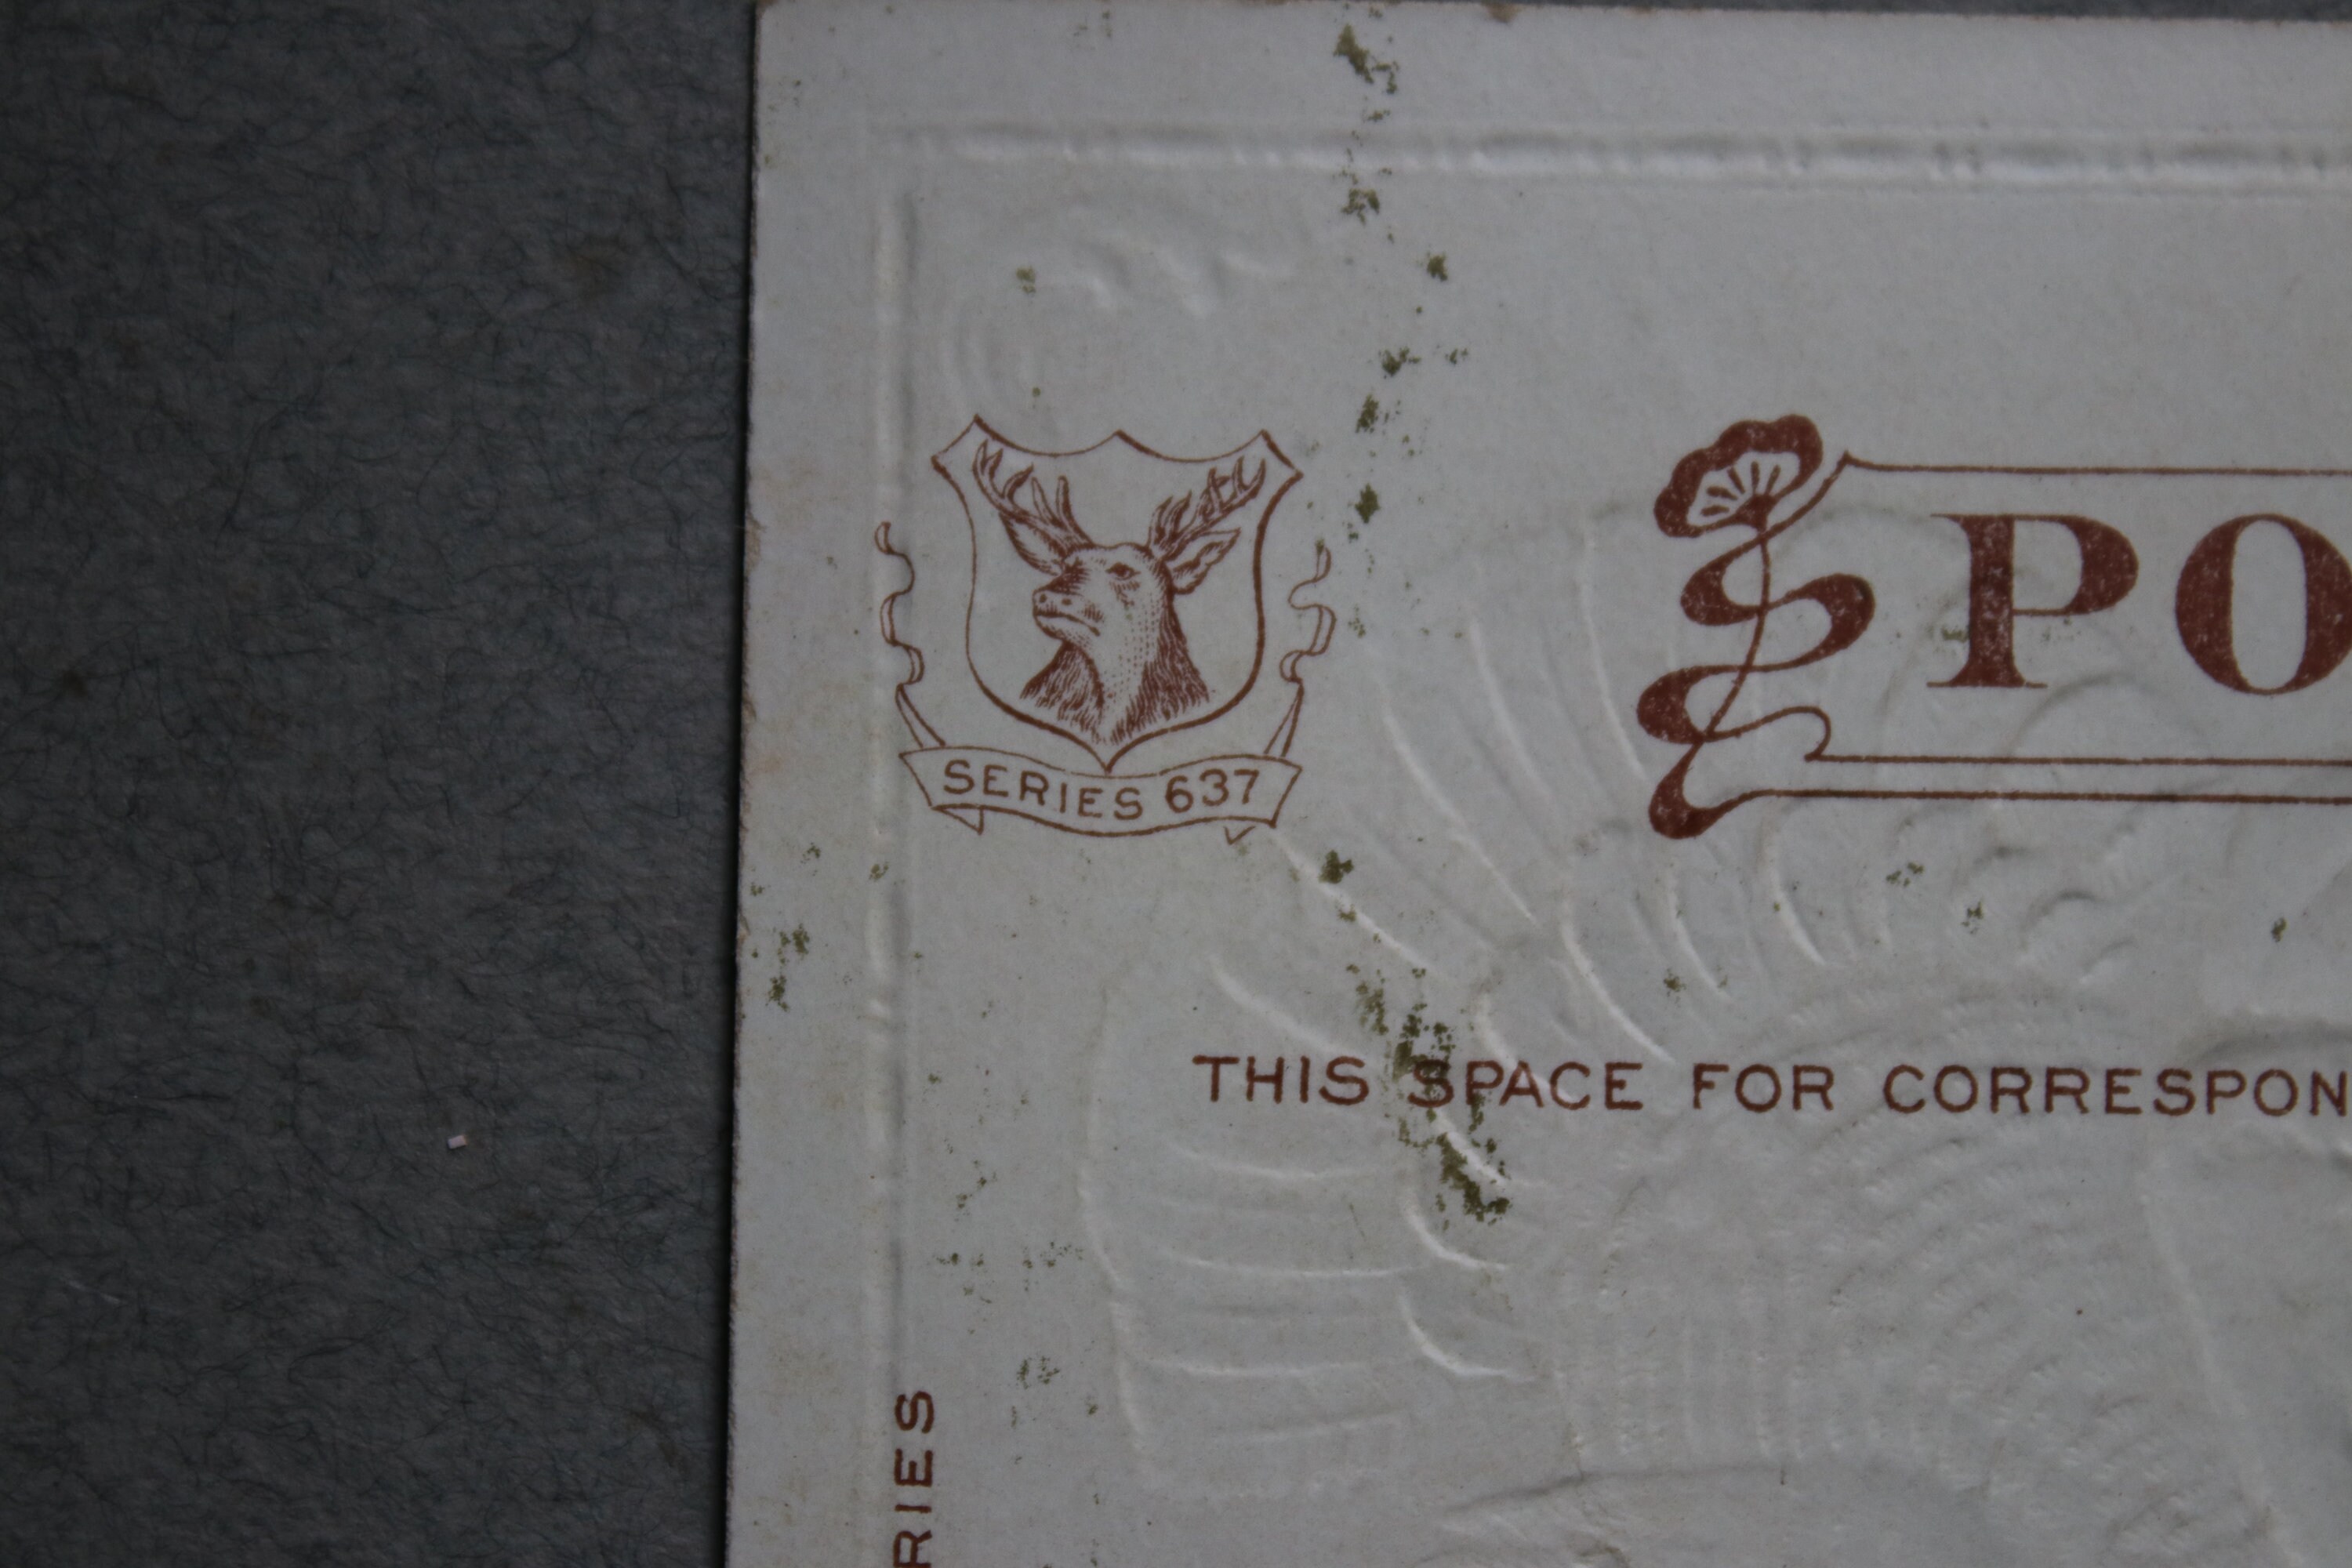 SERIES 637
PO
THIS SPACE FOR CORRESPON
RIES